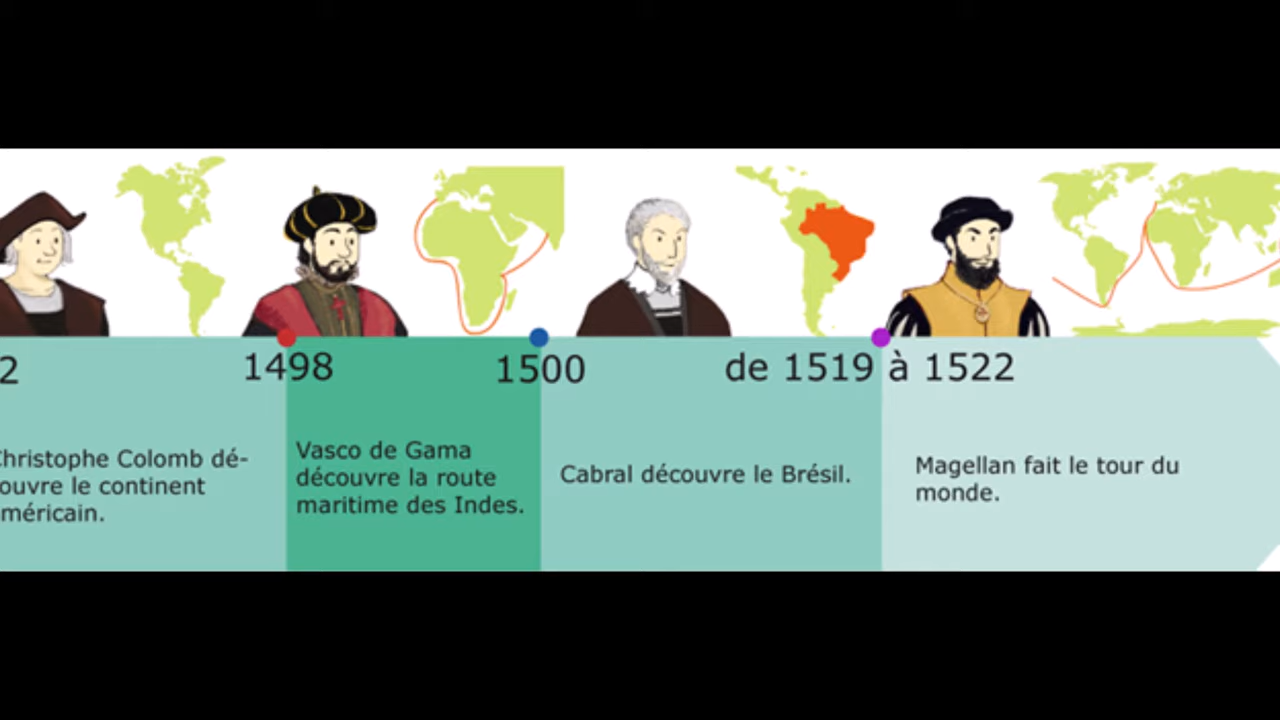 2
1498
1500
de 1519 à 1522
Christophe Colomb dé-
ouvre le continent
méricain.
Vasco de Gama
découvre la route
maritime des Indes.
Cabral découvre le Brésil.
Magellan fait le tour du
monde.